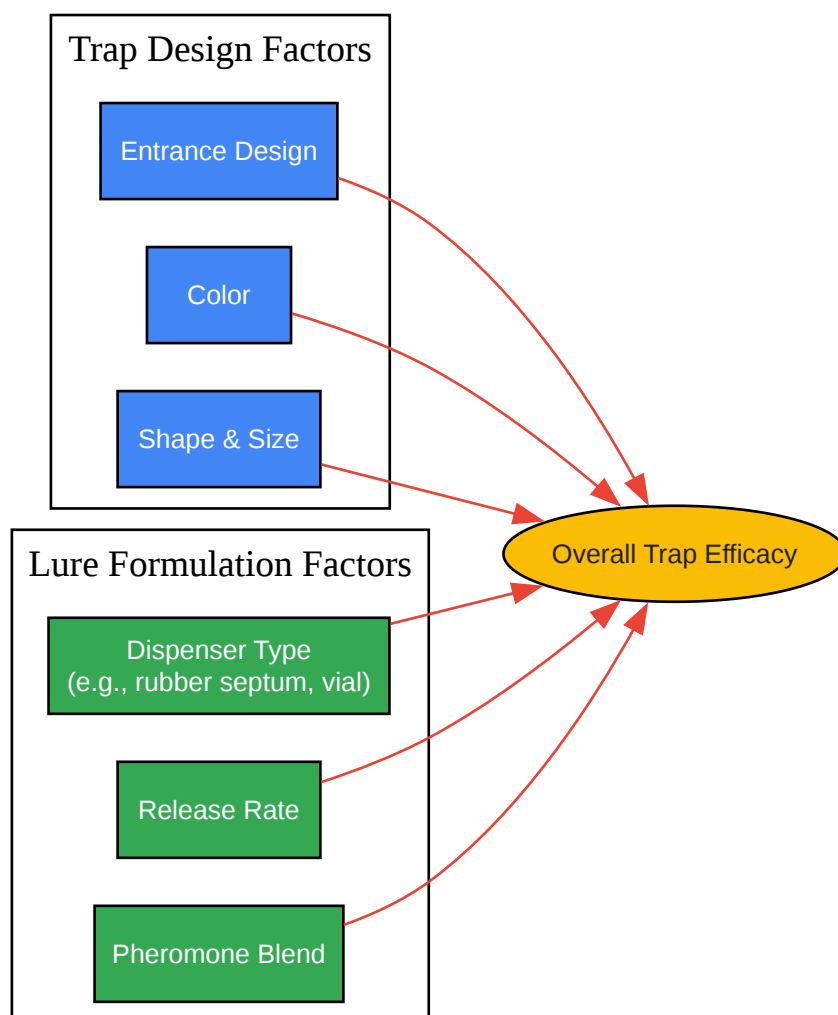 Trap Design Factors
Entrance Design
Color
Shape & Size
Lure Formulation Factors
Dispenser Type
(e.g., rubber septum, vial)
Release Rate
Pheromone Blend
Overall Trap Efficacy